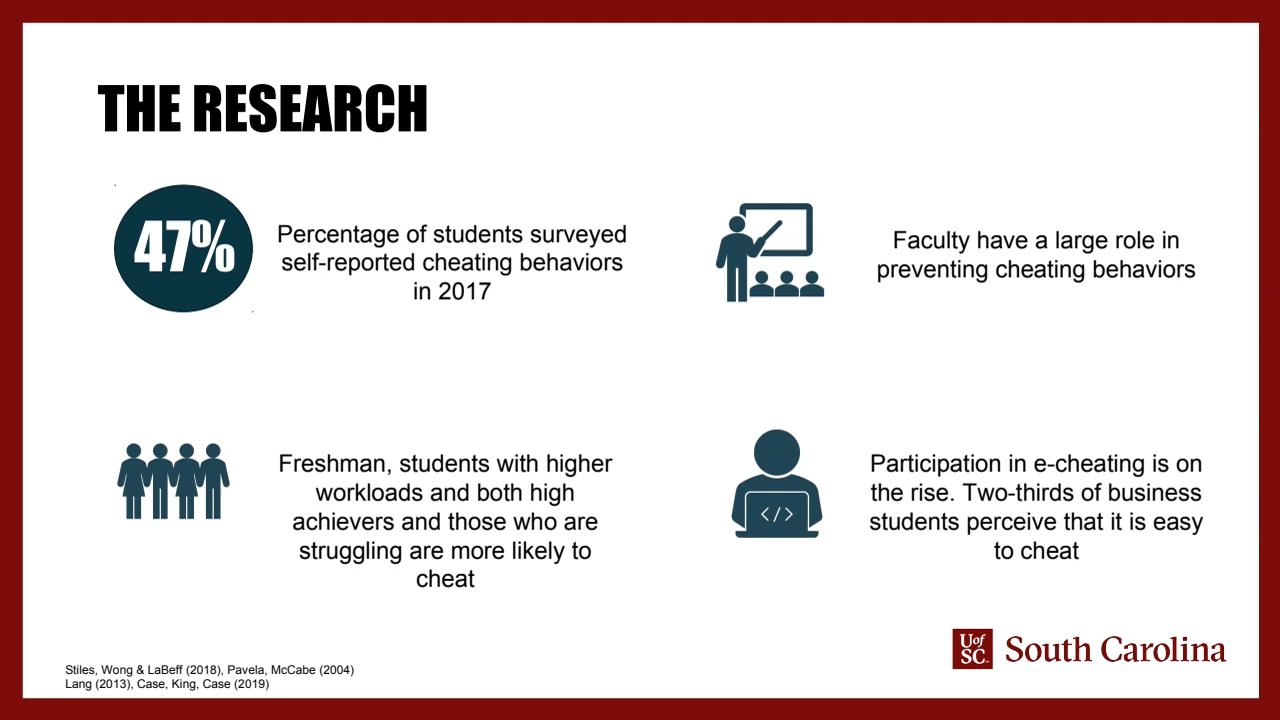 THE RESEARCH
47%
Percentage of students surveyed
self-reported cheating behaviors
in 2017
Faculty have a large role in
preventing cheating behaviors
Freshman, students with higher
workloads and both high
achievers and those who are
struggling are more likely to
cheat
</>
Participation in e-cheating is on
the rise. Two-thirds of business
students perceive that it is easy
to cheat
Stiles, Wong & LaBeff (2018), Pavela, McCabe (2004)
Lang (2013), Case, King, Case (2019)
UofSC
South Carolina